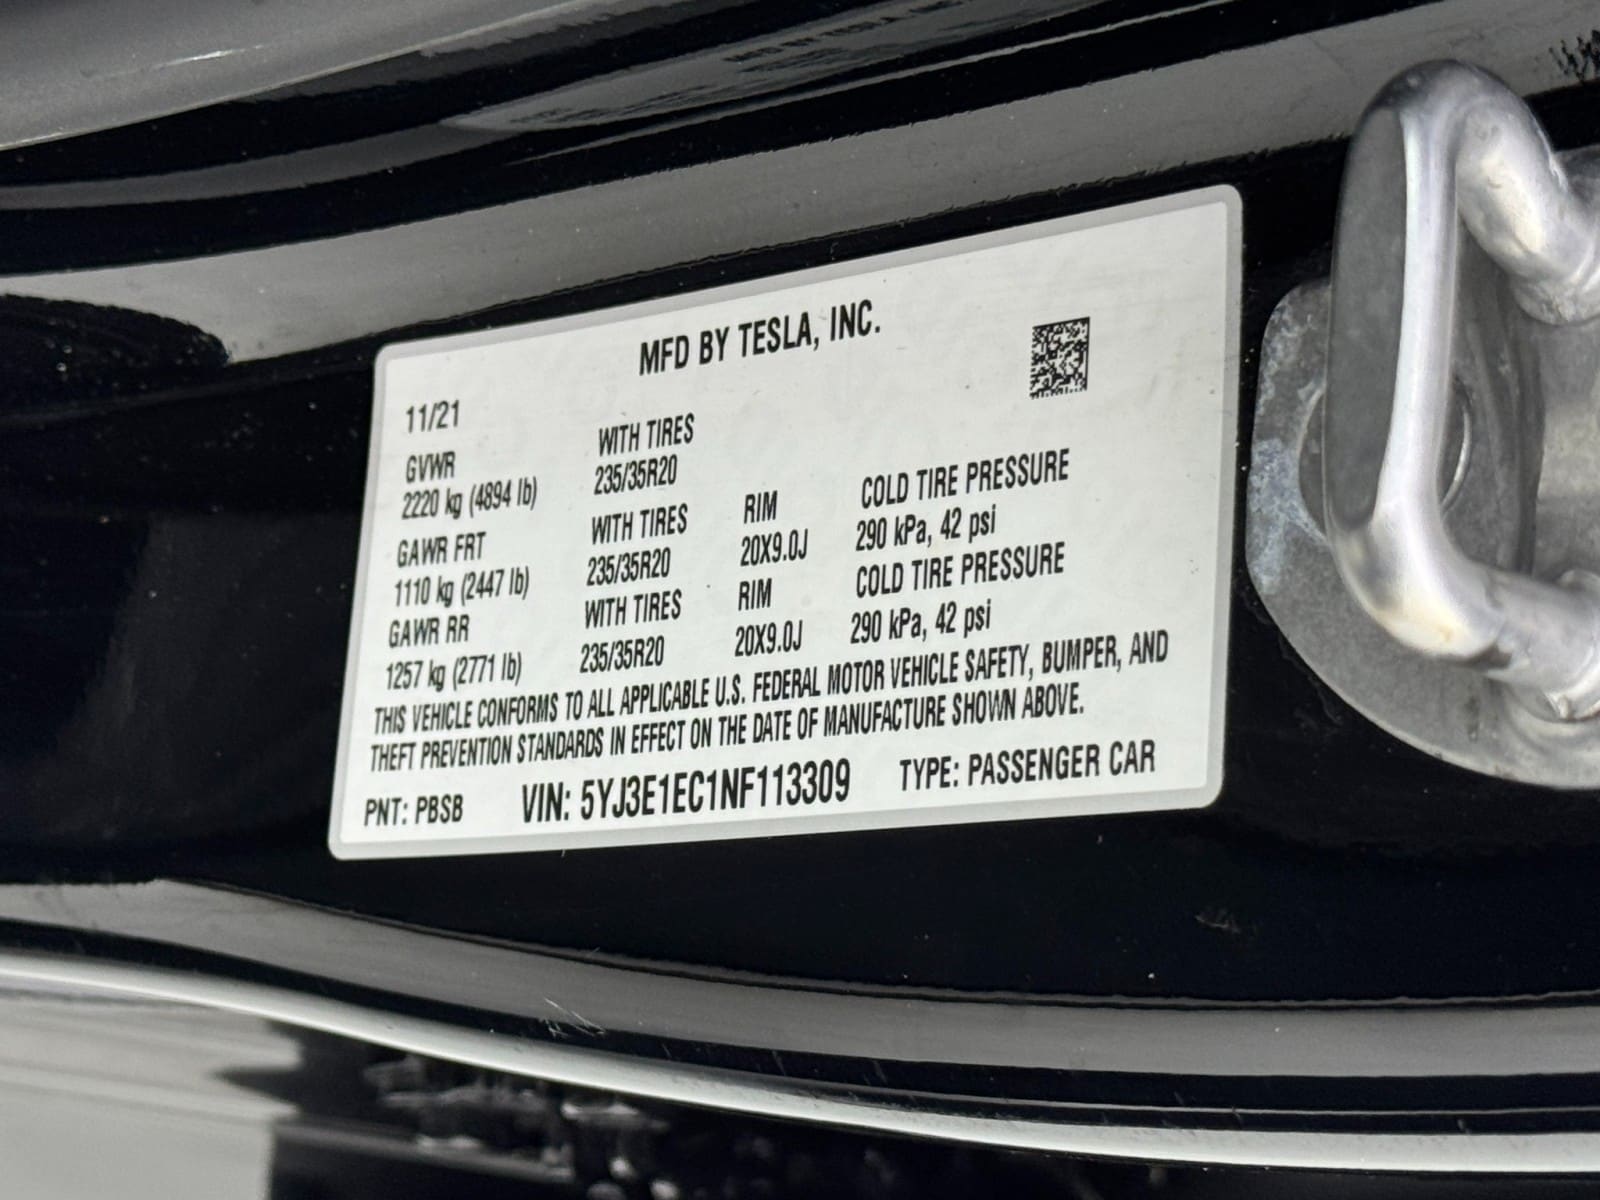 MFD BY TESLA, INC.
11/21
GVWR WITH TIRES
2220 kg (4894 lb) 235/35R20
GAWR FRT WITH TIRES RIM COLD TIRE PRESSURE
1110 kg (2447 lb) 235/35R20 20X9.0J 290 kPa, 42 psi
GAWR RR WITH TIRES RIM COLD TIRE PRESSURE
1257 kg (2771 lb) 235/35R20 20X9.0J 290 kPa, 42 psi
THIS VEHICLE CONFORMS TO ALL APPLICABLE U.S. FEDERAL MOTOR VEHICLE SAFETY, BUMPER, AND
THEFT PREVENTION STANDARDS IN EFFECT ON THE DATE OF MANUFACTURE SHOWN ABOVE.
PNT: PBSB VIN: 5YJ3E1EC1NF113309 TYPE: PASSENGER CAR